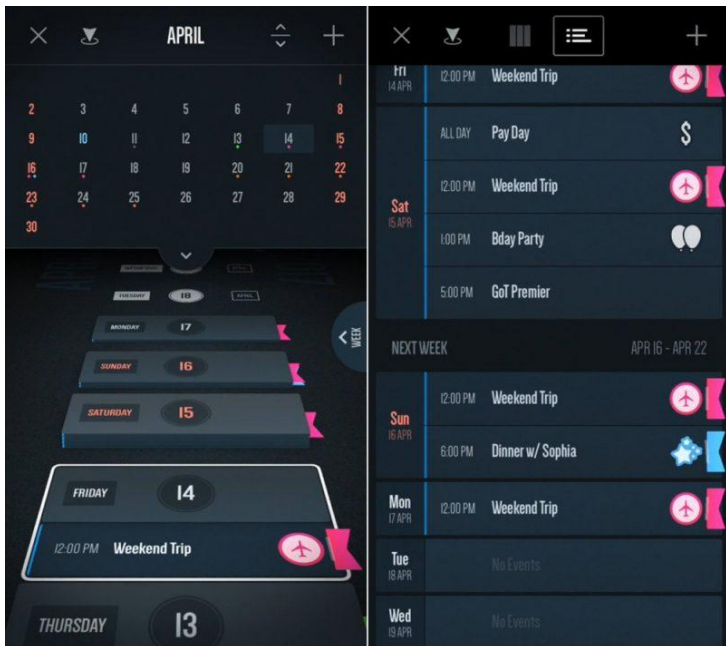 APRIL
1
2 3 4 5 6 7 8
9 10 11 12 13 14 15
16 17 18 19 20 21 22
23 24 25 26 27 28 29
30
TUESDAY 18 APRIL
MONDAY 17
WEEK
SUNDAY 16
SATURDAY 15
FRIDAY 14
12:00 PM Weekend Trip
THURSDAY 13
Fri
14 APR
12:00 PM Weekend Trip
ALL DAY Pay Day $
12:00 PM Weekend Trip
Sat
15 APR
1:00 PM Bday Party
5:00 PM GoT Premier
NEXT WEEK APR 16 - APR 22
12:00 PM Weekend Trip
Sun
16 APR
6:00 PM Dinner w/ Sophia
Mon
17 APR
12:00 PM Weekend Trip
Tue
18 APR
No Events
Wed
19 APR
No Events